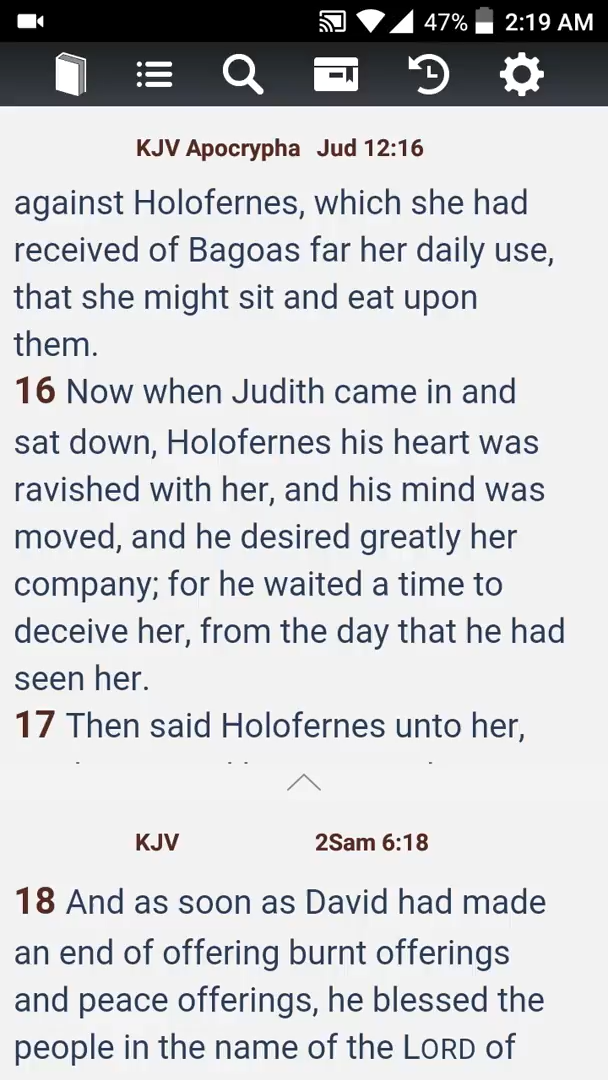 47% 2:19 AM
KJV Apocrypha Jud 12:16
against Holofernes, which she had
received of Bagoas far her daily use,
that she might sit and eat upon
them.
16 Now when Judith came in and
sat down, Holofernes his heart was
ravished with her, and his mind was
moved, and he desired greatly her
company; for he waited a time to
deceive her, from the day that he had
seen her.
17 Then said Holofernes unto her,
KJV 2Sam 6:18
18 And as soon as David had made
an end of offering burnt offerings
and peace offerings, he blessed the
people in the name of the LORD of